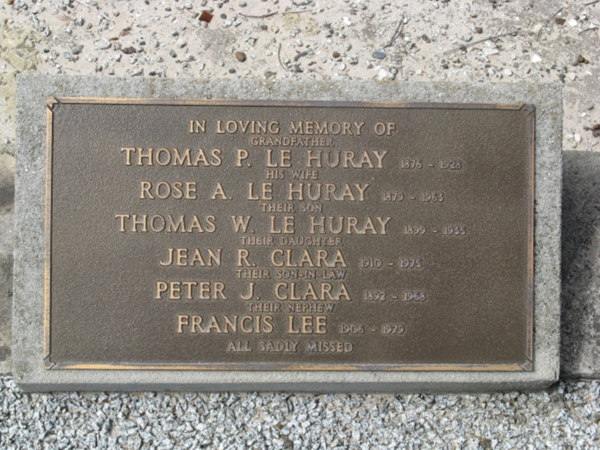 IN LOVING MEMORY OF
GRANDFATHER
THOMAS P. LE HURAY 1876 - 1928
HIS WIFE
ROSE A. LE HURAY 1879 - 1963
THEIR SON
THOMAS W. LE HURAY 1899 - 1935
THEIR DAUGHTER
JEAN R. CLARA 1910 - 1975
THEIR SON-IN-LAW
PETER J. CLARA 1892 - 1968
THEIR NEPHEW
FRANCIS LEE 1906 - 1979
ALL SADLY MISSED